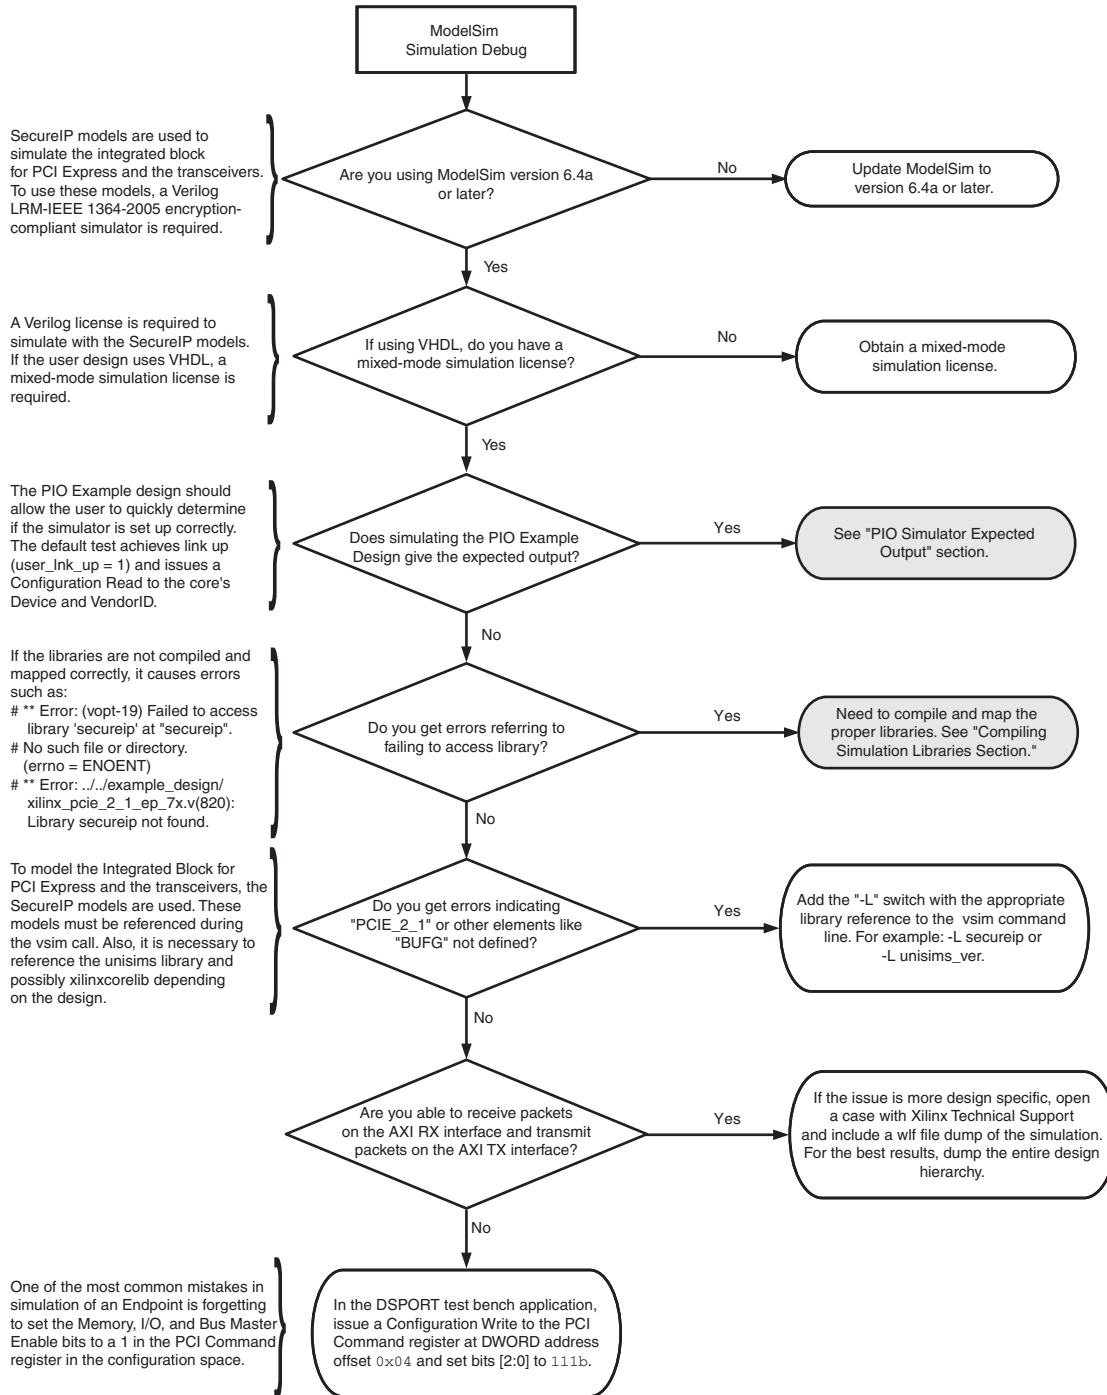 ModelSim
Simulation Debug
SecureIP models are used to
simulate the integrated block
for PCI Express and the transceivers.
To use these models, a Verilog
LRM-IEEE 1364-2005 encryption-
compliant simulator is required.
Are you using ModelSim version 6.4a
or later?
No
Update ModelSim to
version 6.4a or later.
Yes
A Verilog license is required to
simulate with the SecureIP models.
If the user design uses VHDL, a
mixed-mode simulation license is
required.
If using VHDL, do you have a
mixed-mode simulation license?
No
Obtain a mixed-mode
simulation license.
Yes
The PIO Example design should
allow the user to quickly determine
if the simulator is set up correctly.
The default test achieves link up
(user_lnk_up = 1) and issues a
Configuration Read to the core's
Device and VendorID.
Does simulating the PIO Example
Design give the expected output?
Yes
See "PIO Simulator Expected
Output" section.
No
If the libraries are not compiled and
mapped correctly, it causes errors
such as:
# ** Error: (vopt-19) Failed to access
library 'secureip' at "secureip".
# No such file or directory.
(errno = ENOENT)
# ** Error: ../../example_design/
xilinx_pcie_2_1_ep_7x.v(820):
Library secureip not found.
Do you get errors referring to
failing to access library?
Yes
Need to compile and map the
proper libraries. See "Compiling
Simulation Libraries Section."
No
To model the Integrated Block for
PCI Express and the transceivers, the
SecureIP models are used. These
models must be referenced during
the vsim call. Also, it is necessary to
reference the unisims library and
possibly xilinxcorelib depending
on the design.
Do you get errors indicating
"PCIE_2_1" or other elements like
"BUFG" not defined?
Yes
Add the "-L" switch with the appropriate
library reference to the vsim command
line. For example: -L secureip or
-L unisims_ver.
No
Are you able to receive packets
on the AXI RX interface and transmit
packets on the AXI TX interface?
Yes
If the issue is more design specific, open
a case with Xilinx Technical Support
and include a wlf file dump of the simulation.
For the best results, dump the entire design
hierarchy.
No
One of the most common mistakes in
simulation of an Endpoint is forgetting
to set the Memory, I/O, and Bus Master
Enable bits to a 1 in the PCI Command
register in the configuration space.
In the DSPORT test bench application,
issue a Configuration Write to the PCI
Command register at DWORD address
offset 0x04 and set bits [2:0] to 111b.